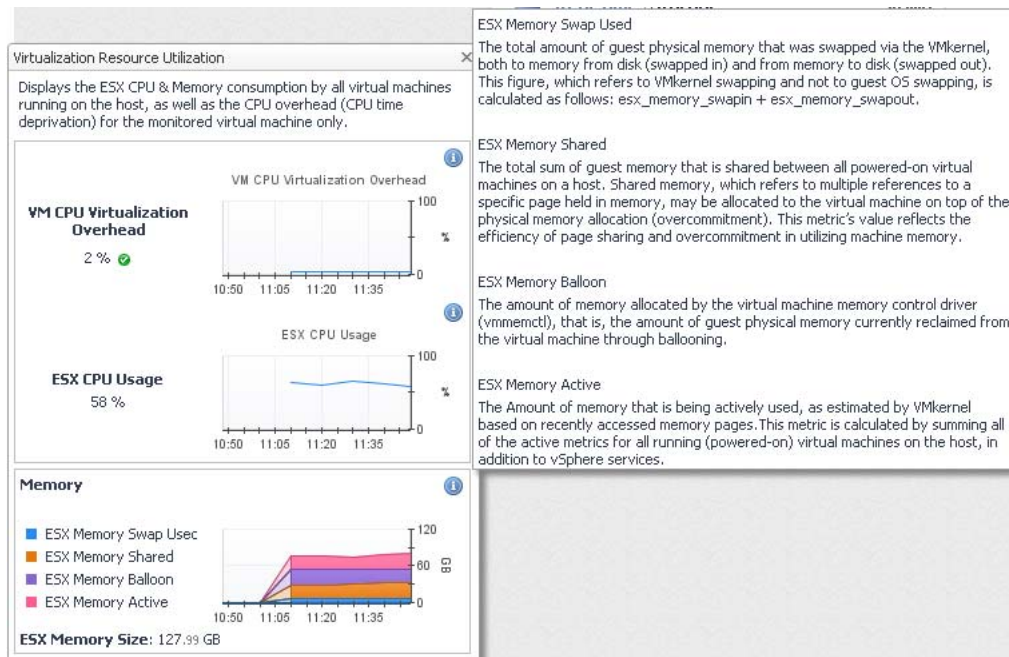 Virtualization Resource Utilization
Displays the ESX CPU & Memory consumption by all virtual machines
running on the host, as well as the CPU overhead (CPU time
deprivation) for the monitored virtual machine only.
VM CPU Virtualization Overhead
VM CPU Virtualization
Overhead
2 %
100
%
0
10:50 11:05 11:20 11:35
ESX CPU Usage
ESX CPU Usage
58 %
100
%
0
10:50 11:05 11:20 11:35
Memory
ESX Memory Swap Usec
ESX Memory Shared
ESX Memory Balloon
ESX Memory Active
120
60
0
GB
10:50 11:05 11:20 11:35
ESX Memory Size: 127.99 GB
ESX Memory Swap Used
The total amount of guest physical memory that was swapped via the VMkernel,
both to memory from disk (swapped in) and from memory to disk (swapped out).
This figure, which refers to VMkernel swapping and not to guest OS swapping, is
calculated as follows: esx_memory_swapin + esx_memory_swapout.
ESX Memory Shared
The total sum of guest memory that is shared between all powered-on virtual
machines on a host. Shared memory, which refers to multiple references to a
specific page held in memory, may be allocated to the virtual machine on top of the
physical memory allocation (overcommitment). This metric's value reflects the
efficiency of page sharing and overcommitment in utilizing machine memory.
ESX Memory Balloon
The amount of memory allocated by the virtual machine memory control driver
(vmmemctl), that is, the amount of guest physical memory currently reclaimed from
the virtual machine through ballooning.
ESX Memory Active
The Amount of memory that is being actively used, as estimated by VMkernel
based on recently accessed memory pages.This metric is calculated by summing all
of the active metrics for all running (powered-on) virtual machines on the host, in
addition to vSphere services.